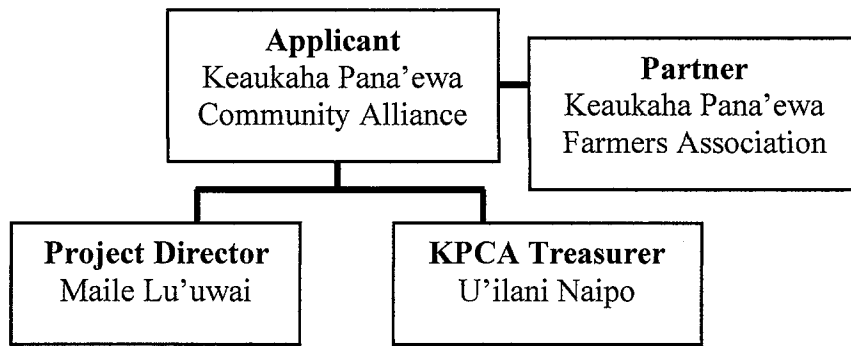 Applicant
Keaukaha Pana’ewa
Community Alliance
Partner
Keaukaha Pana’ewa
Farmers Association
Project Director
Maile Lu’uwai
KPCA Treasurer
U’ilani Naipo